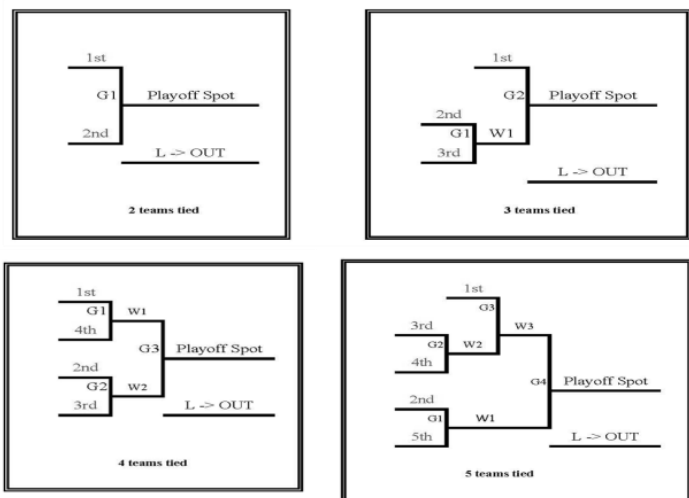 1st
G1
Playoff Spot
2nd
L -> OUT
2 teams tied
1st
G2
Playoff Spot
2nd
G1
W1
3rd
L -> OUT
3 teams tied
1st
G1
W1
4th
G3
Playoff Spot
2nd
G2
W2
3rd
L -> OUT
4 teams tied
1st
G3
3rd
W3
G2
W2
4th
G4
Playoff Spot
2nd
G1
W1
5th
L -> OUT
5 teams tied